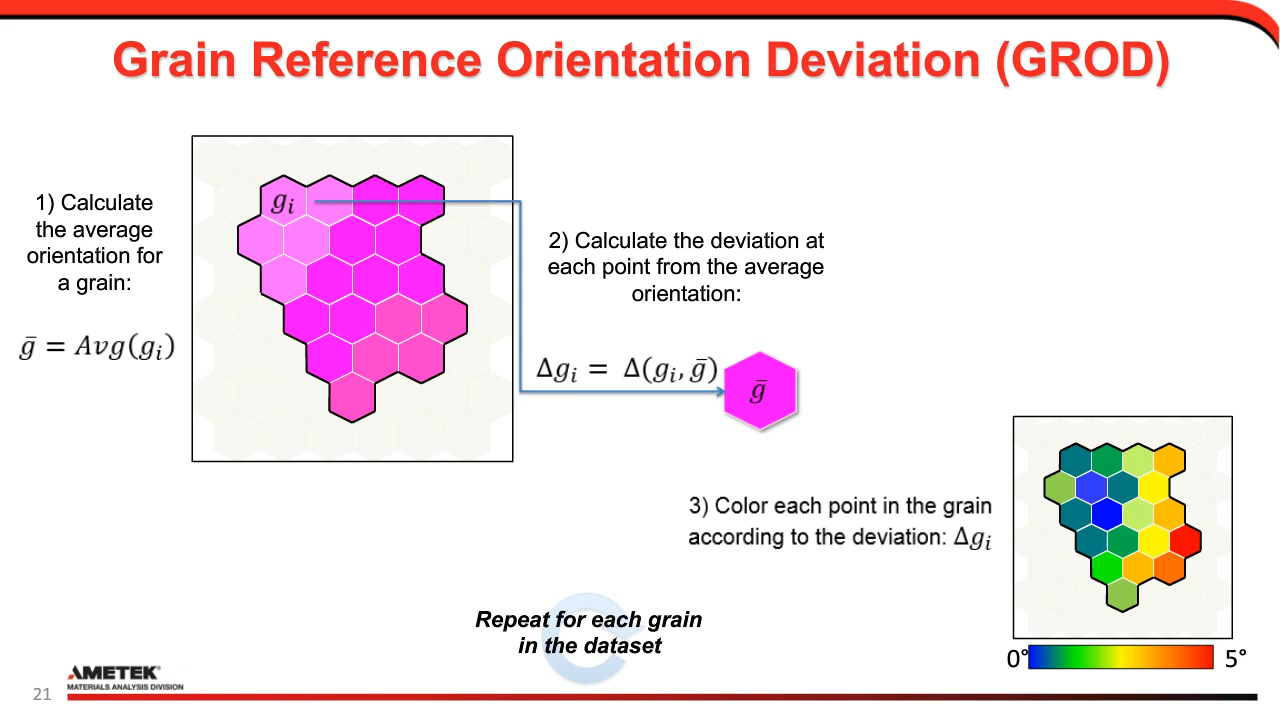 Grain Reference Orientation Deviation (GROD)
1) Calculate
the average
orientation for
a grain:
ḡ = Avg(gᵢ)
gᵢ
2) Calculate the deviation at
each point from the average
orientation:
Δgᵢ = Δ(gᵢ, ḡ)
ḡ
3) Color each point in the grain
according to the deviation: Δgᵢ
0°
5°
Repeat for each grain
in the dataset
AMETEK®
MATERIALS ANALYSIS DIVISION
21